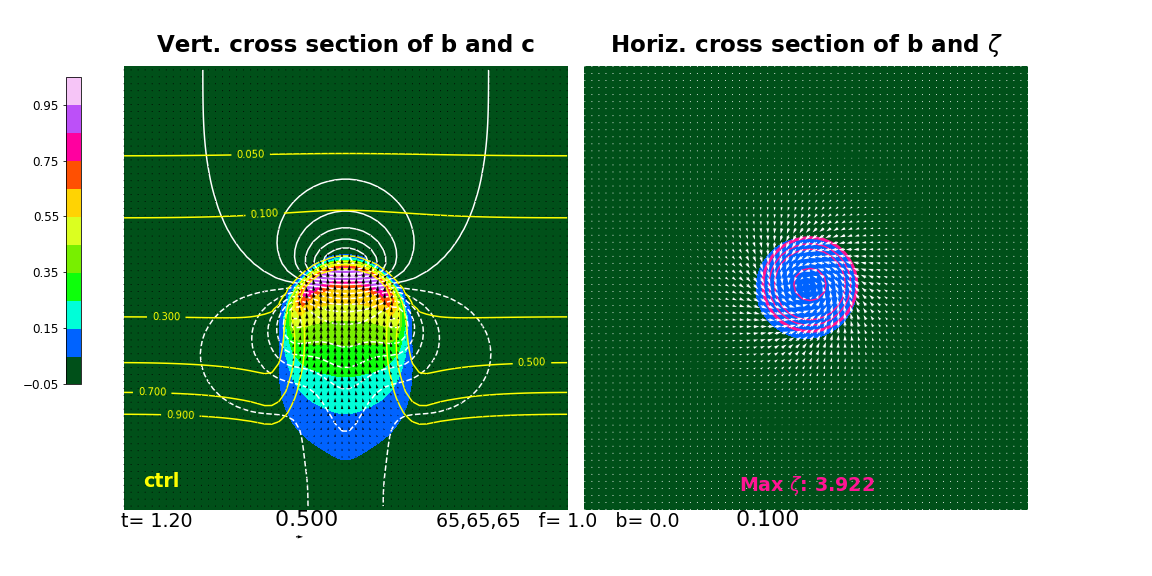 Vert. cross section of b and c
Horiz. cross section of b and ζ
0.95
0.75
0.55
0.35
0.15
−0.05
0.050
0.100
0.300
0.500
0.700
0.900
ctrl
Max ζ: 3.922
t= 1.20 0.500 65,65,65 f= 1.0 b= 0.0 0.100